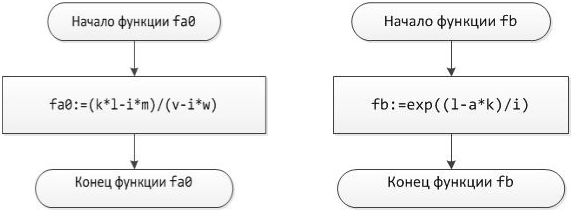 Начало функции fa0
fa0:=(k*l-i*m)/(v-i*w)
Конец функции fa0
Начало функции fb
fb:=exp((l-a*k)/i)
Конец функции fb